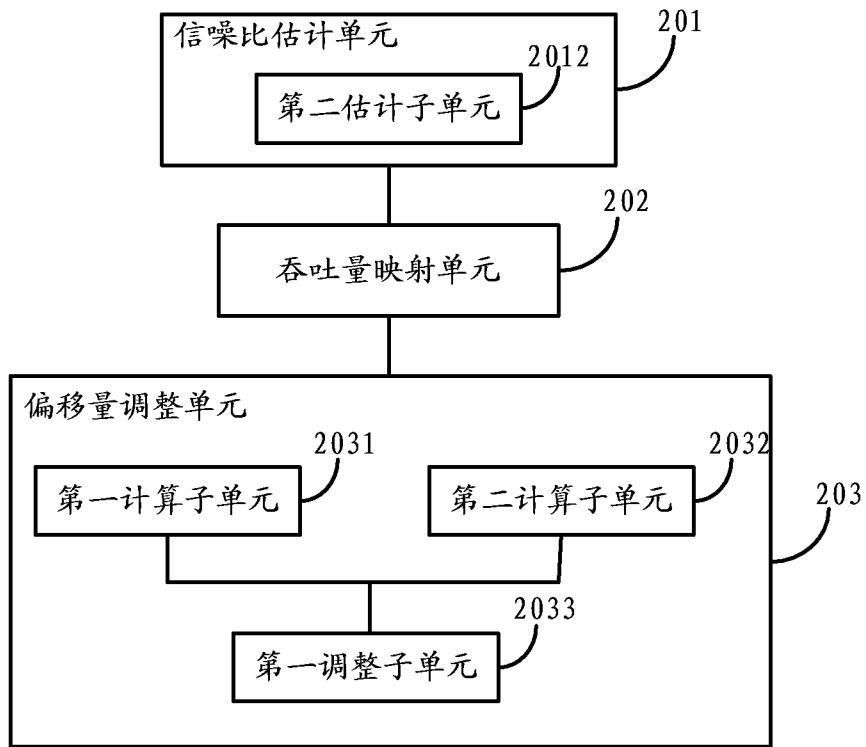 信噪比估计单元
201
2012
第二估计子单元
202
吞吐量映射单元
偏移量调整单元
2031
2032
第一计算子单元
第二计算子单元
203
2033
第一调整子单元